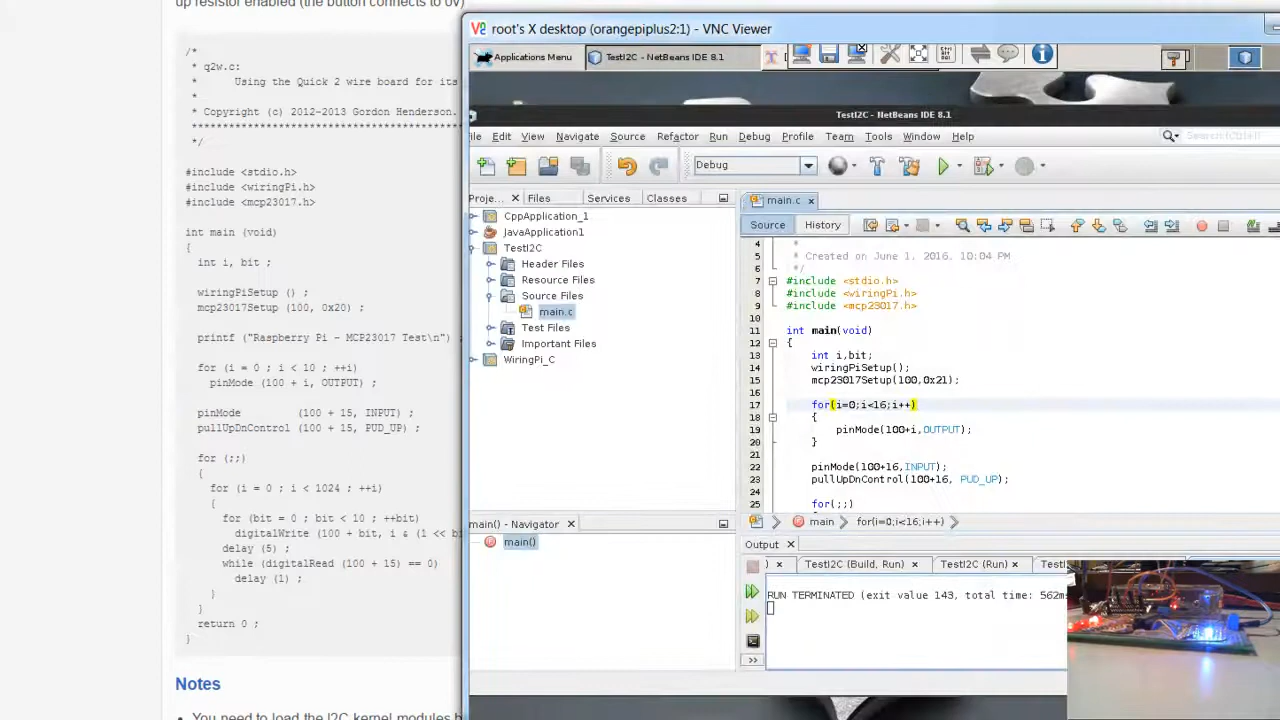 up resistor enabled (the button connects to 0V)
/*
* q2w.c:
* Using the Quick 2 wire board for its
*
* Copyright (c) 2012-2013 Gordon Henderson.
*/
#include <stdio.h>
#include <wiringPi.h>
#include <mcp23017.h>
int main (void)
{
int i, bit ;
wiringPiSetup () ;
mcp23017Setup (100, 0x20) ;
printf ("Raspberry Pi - MCP23017 Test\n") ;
for (i = 0 ; i < 10 ; ++i)
pinMode (100 + i, OUTPUT) ;
pinMode (100 + 15, INPUT) ;
pullUpDnControl (100 + 15, PUD_UP) ;
for (;;)
{
for (i = 0 ; i < 1024 ; ++i)
{
for (bit = 0 ; bit < 10 ; ++bit)
digitalWrite (100 + bit, i & (1 << bi
delay (5) ;
while (digitalRead (100 + 15) == 0)
delay (1) ;
}
}
return 0 ;
}
Notes
• You need to load the I2C kernel modules b
root's X desktop (orangepiplus2:1) - VNC Viewer
Applications Menu
TestI2C - NetBeans IDE 8.1
TestI2C - NetBeans IDE 8.1
ile Edit View Navigate Source Refactor Run Debug Profile Team Tools Window Help
Search (Ctrl+I)
Debug
Proje... Files Services Classes
CppApplication_1
JavaApplication1
TestI2C
Header Files
Resource Files
Source Files
main.c
Test Files
Important Files
WiringPi_C
main.c
Source History
4 *
5 * Created on June 1, 2016, 10:04 PM
6 */
7 #include <stdio.h>
8 #include <wiringPi.h>
9 #include <mcp23017.h>
10
11 int main(void)
12 {
13 int i,bit;
14 wiringPiSetup();
15 mcp23017Setup(100,0x21);
16
17 for(i=0;i<16;i++)
18 {
19 pinMode(100+i,OUTPUT);
20 }
21
22 pinMode(100+16,INPUT);
23 pullUpDnControl(100+16, PUD_UP);
24
25 for(;;)
main for(i=0;i<16;i++)
main() - Navigator
main()
Output
) TestI2C (Build, Run) TestI2C (Run) TestI
RUN TERMINATED (exit value 143, total time: 562ms